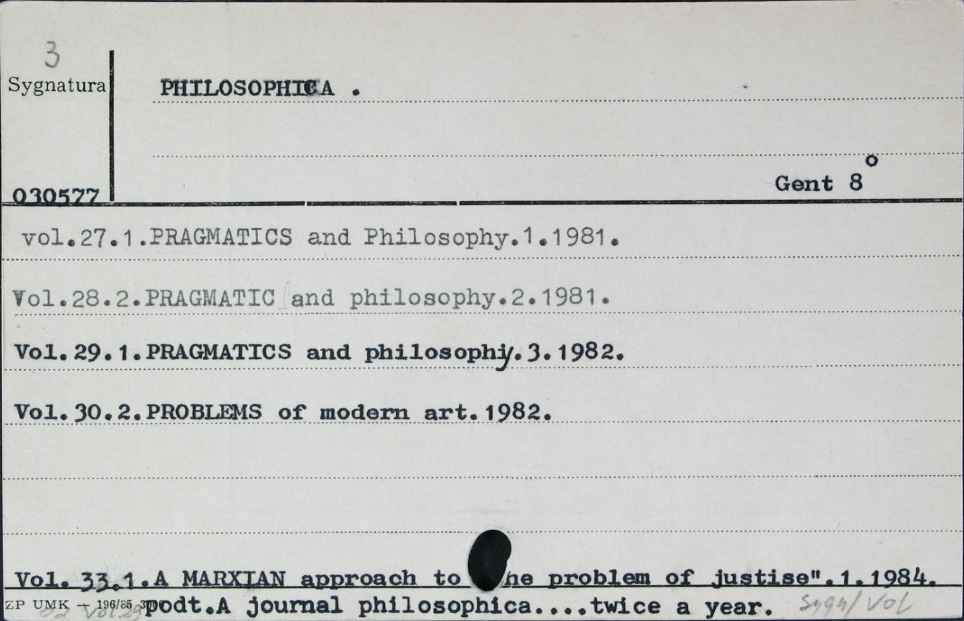 3
Sygnatura
PHILOSOPHICA .
030577
Gent 8°
vol.27.1.PRAGMATICS and Philosophy.1.1981.
Vol.28.2.PRAGMATIC and philosophy.2.1981.
Vol.29.1.PRAGMATICS and philosophy.3.1982.
Vol.30.2.PROBLEMS of modern art.1982.
Vol. 33.1.A MARXIAN approach to he problem of justise".1.1984.
ZP UMK — 196/85 podt.A journal philosophica....twice a year.
Sygn/Vol